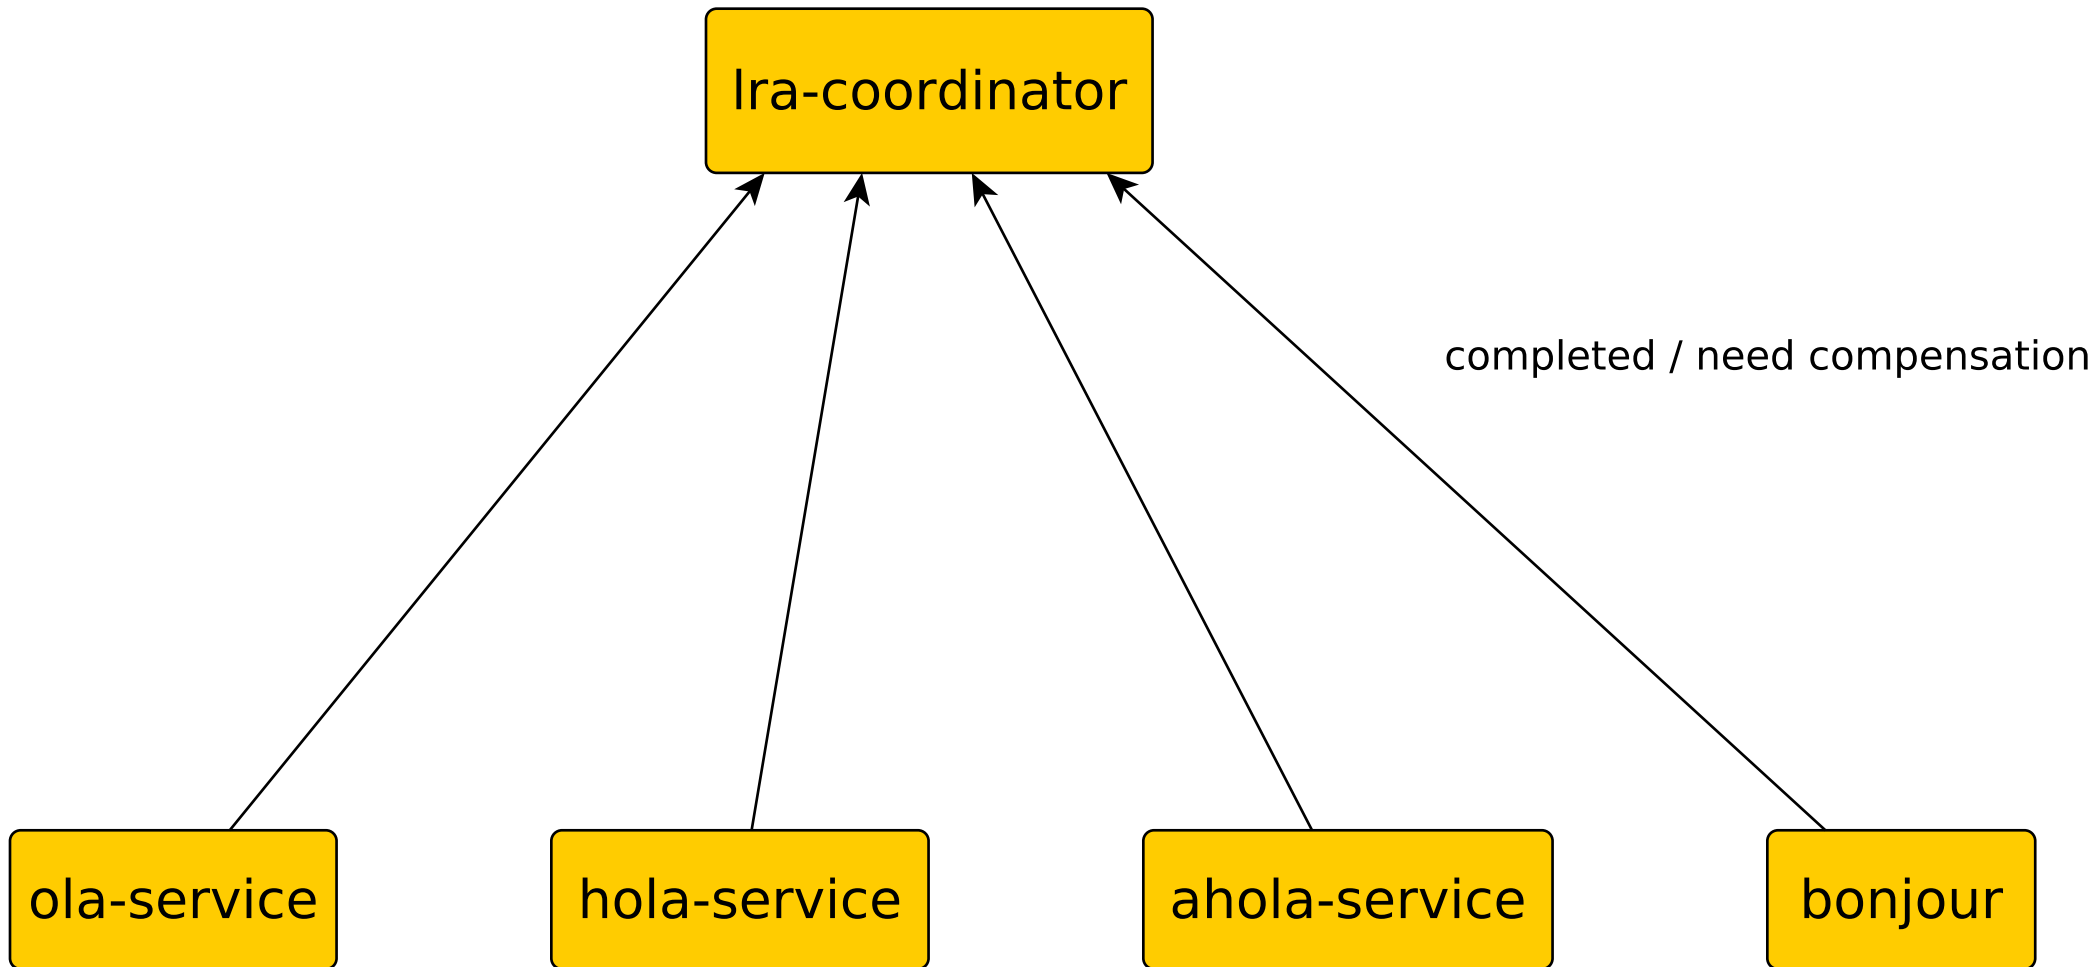 lra-coordinator
completed / need compensation
ola-service
hola-service
ahola-service
bonjour